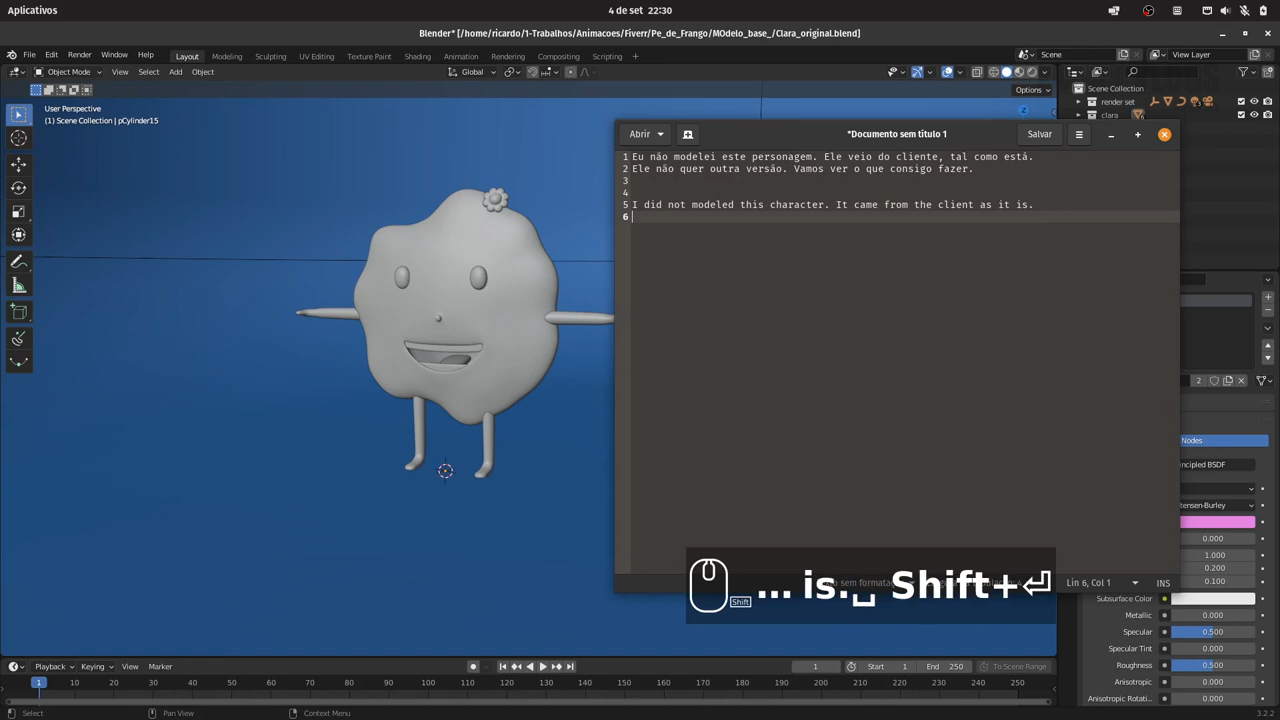 Aplicativos
4 de set 22:30
Blender* [/home/ricardo/1-Trabalhos/Animacoes/Fiverr/Pe_de_Frango/MOdelo_base_/Clara_original.blend]
File Edit Render Window Help Layout Modeling Sculpting UV Editing Texture Paint Shading Animation Rendering Compositing Scripting Scene View Layer
Object Mode View Select Add Object Global
Options
User Perspective
(1) Scene Collection | pCylinder15
Scene Collection
render set
clara
Abrir *Documento sem título 1 Salvar
1 Eu não modelei este personagem. Ele veio do cliente, tal como está.
2 Ele não quer outra versão. Vamos ver o que consigo fazer.
3
4
5 I did not modeled this character. It came from the client as it is.
6
2
Nodes
rincipled BSDF
tensen-Burley
0.000
1.000
0.200
0.100
Shift ... is.␣ Shift+⏎
Lin 6, Col 1 INS
Subsurface Color
Metallic 0.000
Specular 0.500
Specular Tint 0.000
Roughness 0.500
Anisotropic 0.000
Anisotropic Rotati... 0.000
Playback Keying View Marker 1 Start 1 End 250 To Scene Range
1 10 20 30 40 50 60 70 80 90 100 110 120 130 140 150 160 170 180 190 200 210 220 230 240 250
Select Pan View Context Menu 3.2.2